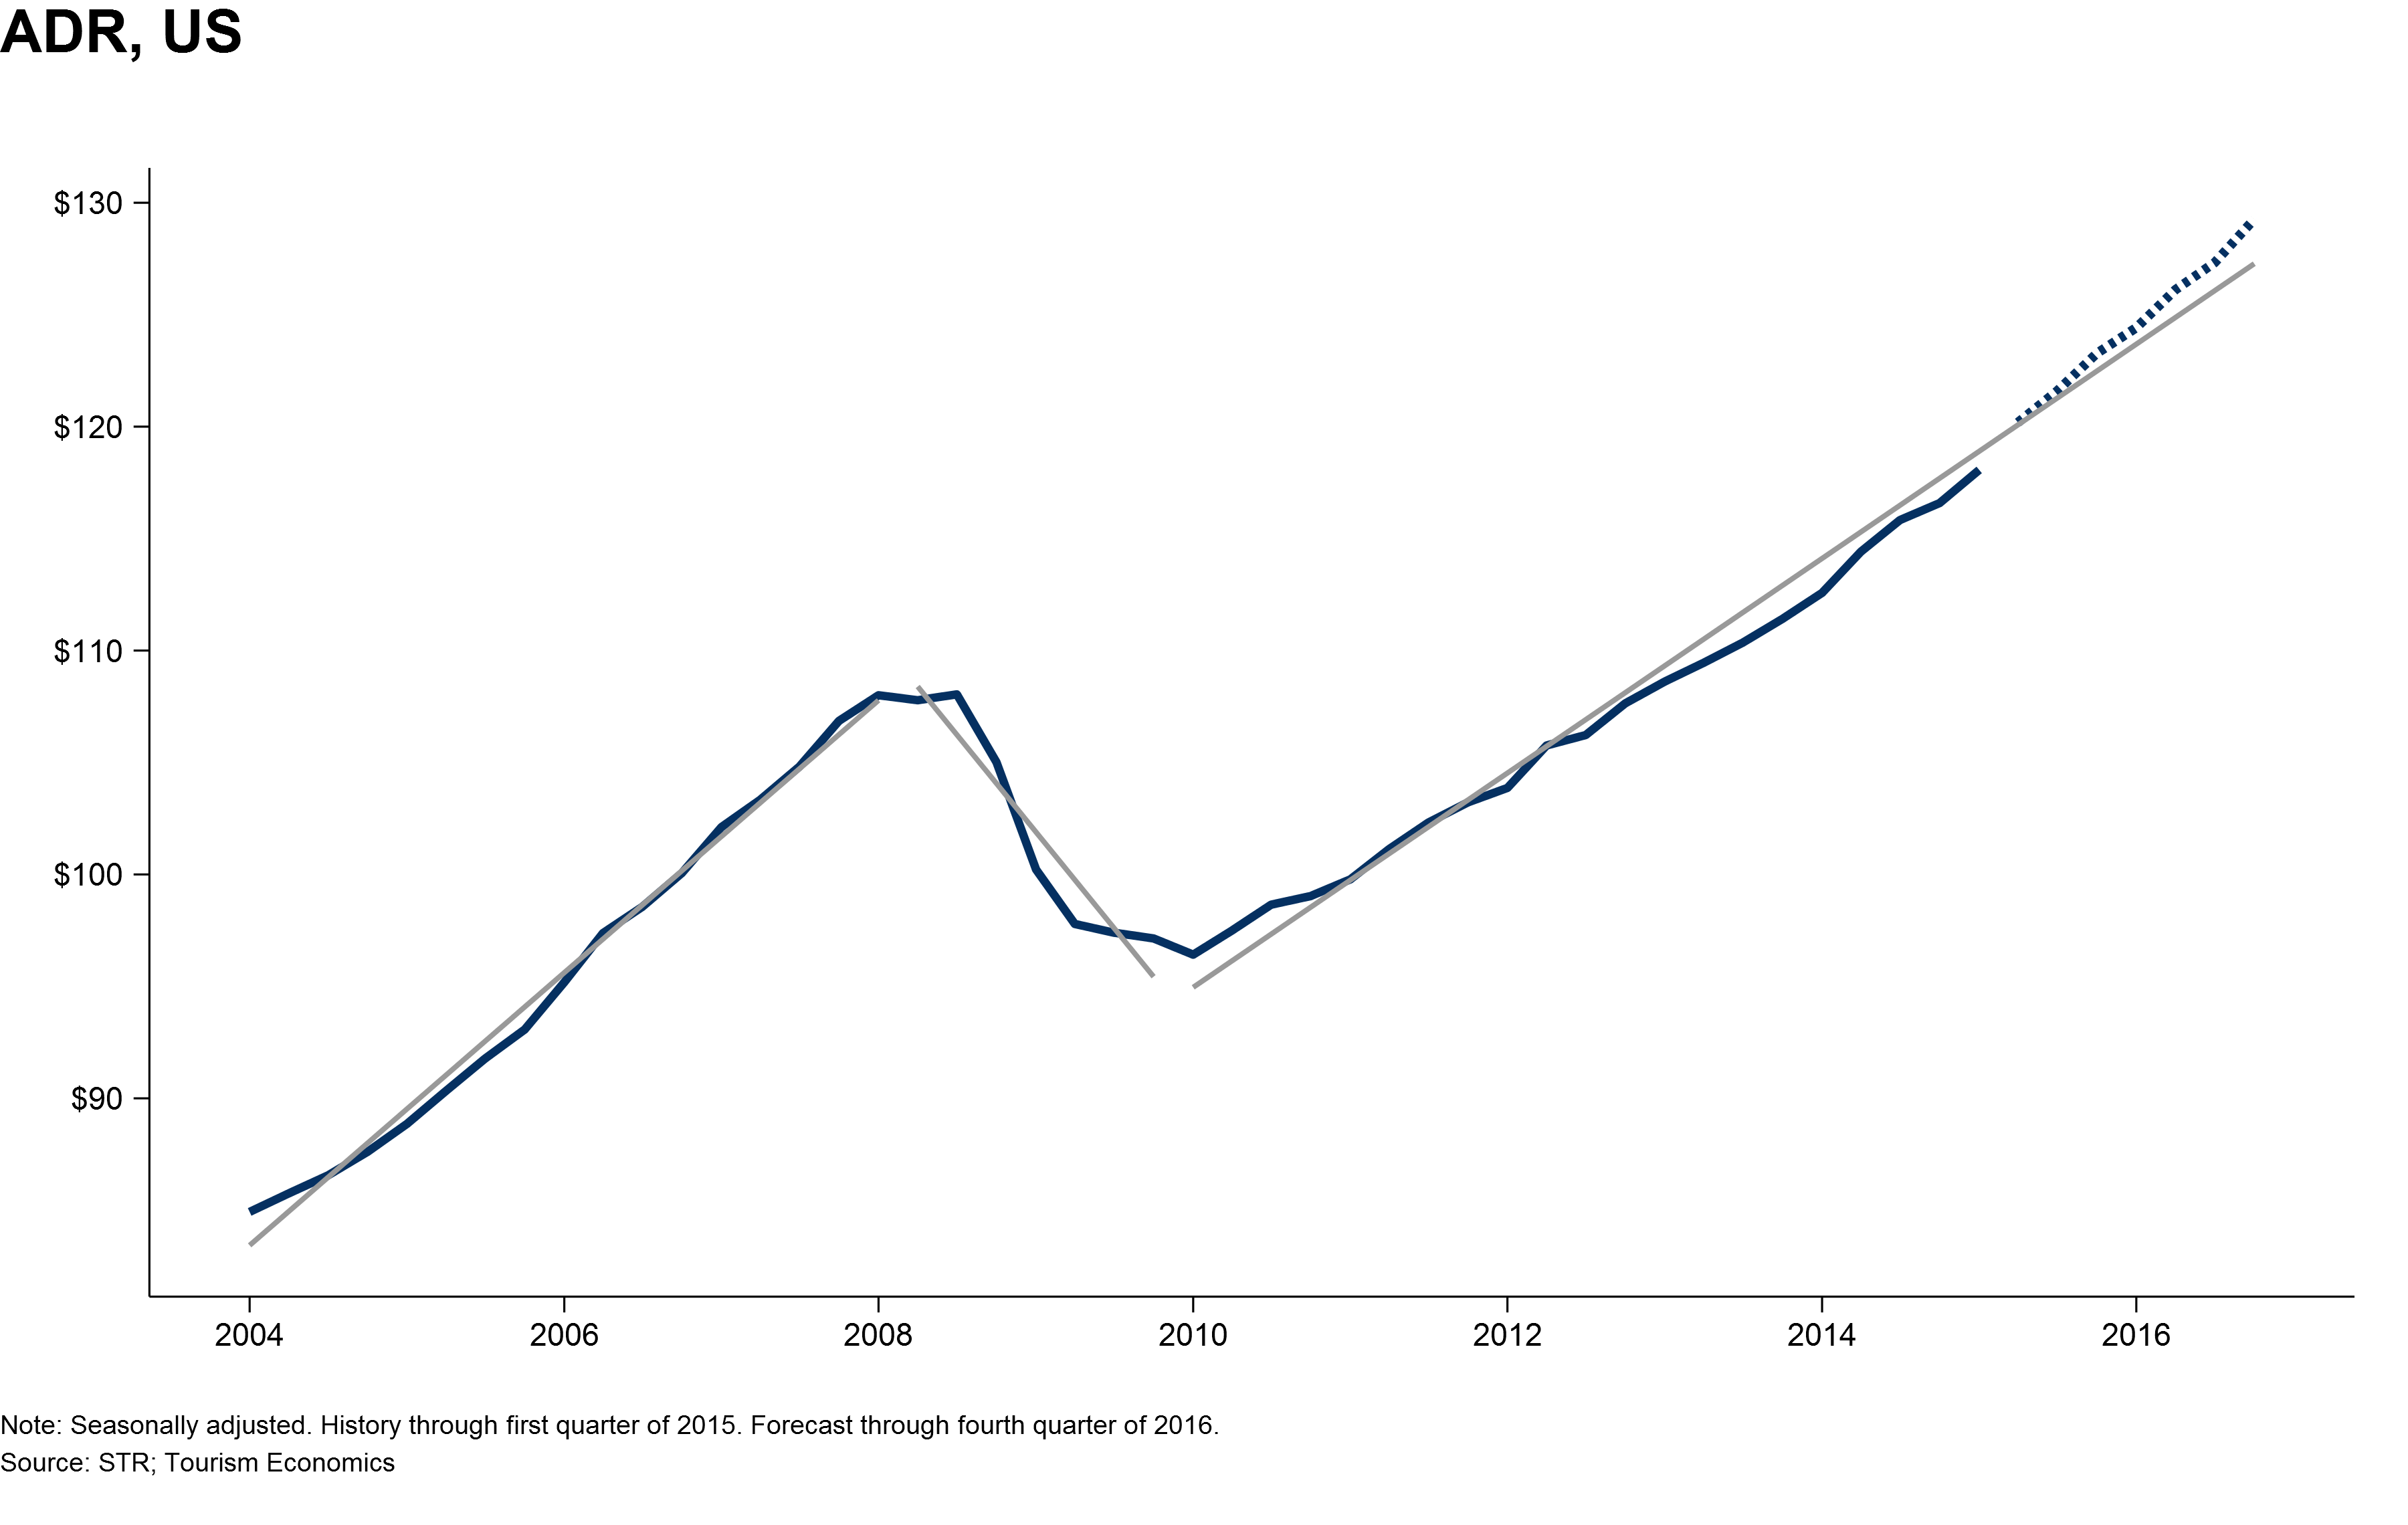 ADR, US
$130
$120
$110
$100
$90
2004 2006 2008 2010 2012 2014 2016
Note: Seasonally adjusted. History through first quarter of 2015. Forecast through fourth quarter of 2016.
Source: STR; Tourism Economics